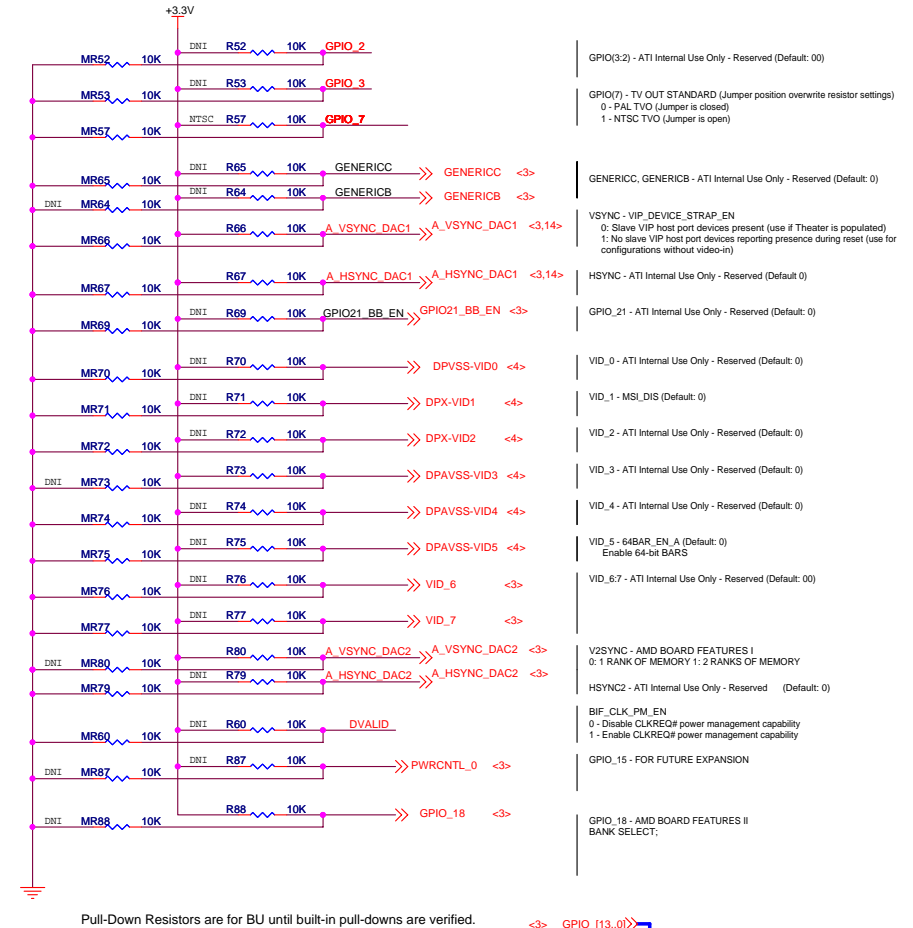 +3.3V
DNI R52 10K GPIO_2
MR52 10K
GPIO(3:2) - ATI Internal Use Only - Reserved (Default: 00)
DNI R53 10K GPIO_3
MR53 10K
GPIO(7) - TV OUT STANDARD (Jumper position overwrite resistor settings)
0 - PAL TVO (Jumper is closed)
1 - NTSC TVO (Jumper is open)
NTSC R57 10K GPIO_7
MR57 10K
DNI R65 10K GENERICC GENERICC <3>
MR65 10K
GENERICC, GENERICB - ATI Internal Use Only - Reserved (Default: 0)
DNI R64 10K GENERICB GENERICB <3>
DNI MR64 10K
VSYNC - VIP_DEVICE_STRAP_EN
0: Slave VIP host port devices present (use if Theater is populated)
1: No slave VIP host port devices reporting presence during reset (use for
configurations without video-in)
R66 10K A_VSYNC_DAC1 A_VSYNC_DAC1 <3,14>
MR66 10K
R67 10K A_HSYNC_DAC1 A_HSYNC_DAC1 <3,14>
MR67 10K
HSYNC - ATI Internal Use Only - Reserved (Default 0)
DNI R69 10K GPIO21_BB_EN GPIO21_BB_EN <3>
MR69 10K
GPIO_21 - ATI Internal Use Only - Reserved (Default: 0)
DNI R70 10K DPVSS-VID0 <4>
MR70 10K
VID_0 - ATI Internal Use Only - Reserved (Default: 0)
DNI R71 10K DPX-VID1 <4>
MR71 10K
VID_1 - MSI_DIS (Default: 0)
DNI R72 10K DPX-VID2 <4>
MR72 10K
VID_2 - ATI Internal Use Only - Reserved (Default: 0)
R73 10K DPAVSS-VID3 <4>
DNI MR73 10K
VID_3 - ATI Internal Use Only - Reserved (Default: 0)
DNI R74 10K DPAVSS-VID4 <4>
MR74 10K
VID_4 - ATI Internal Use Only - Reserved (Default: 0)
DNI R75 10K DPAVSS-VID5 <4>
MR75 10K
VID_5 - 64BAR_EN_A (Default: 0)
Enable 64-bit BARS
DNI R76 10K VID_6 <3>
MR76 10K
VID_6:7 - ATI Internal Use Only - Reserved (Default: 00)
DNI R77 10K VID_7 <3>
MR77 10K
R80 10K A_VSYNC_DAC2 A_VSYNC_DAC2 <3>
DNI MR80 10K
V2SYNC - AMD BOARD FEATURES I
0: 1 RANK OF MEMORY 1: 2 RANKS OF MEMORY
DNI R79 10K A_HSYNC_DAC2 A_HSYNC_DAC2 <3>
MR79 10K
HSYNC2 - ATI Internal Use Only - Reserved (Default: 0)
DNI R60 10K DVALID
MR60 10K
BIF_CLK_PM_EN
0 - Disable CLKREQ# power management capability
1 - Enable CLKREQ# power management capability
DNI R87 10K PWRCNTL_0 <3>
DNI MR87 10K
GPIO_15 - FOR FUTURE EXPANSION
R88 10K GPIO_18 <3>
DNI MR88 10K
GPIO_18 - AMD BOARD FEATURES II
BANK SELECT;
Pull-Down Resistors are for BU until built-in pull-downs are verified.
<3> GPIO_[13..0]